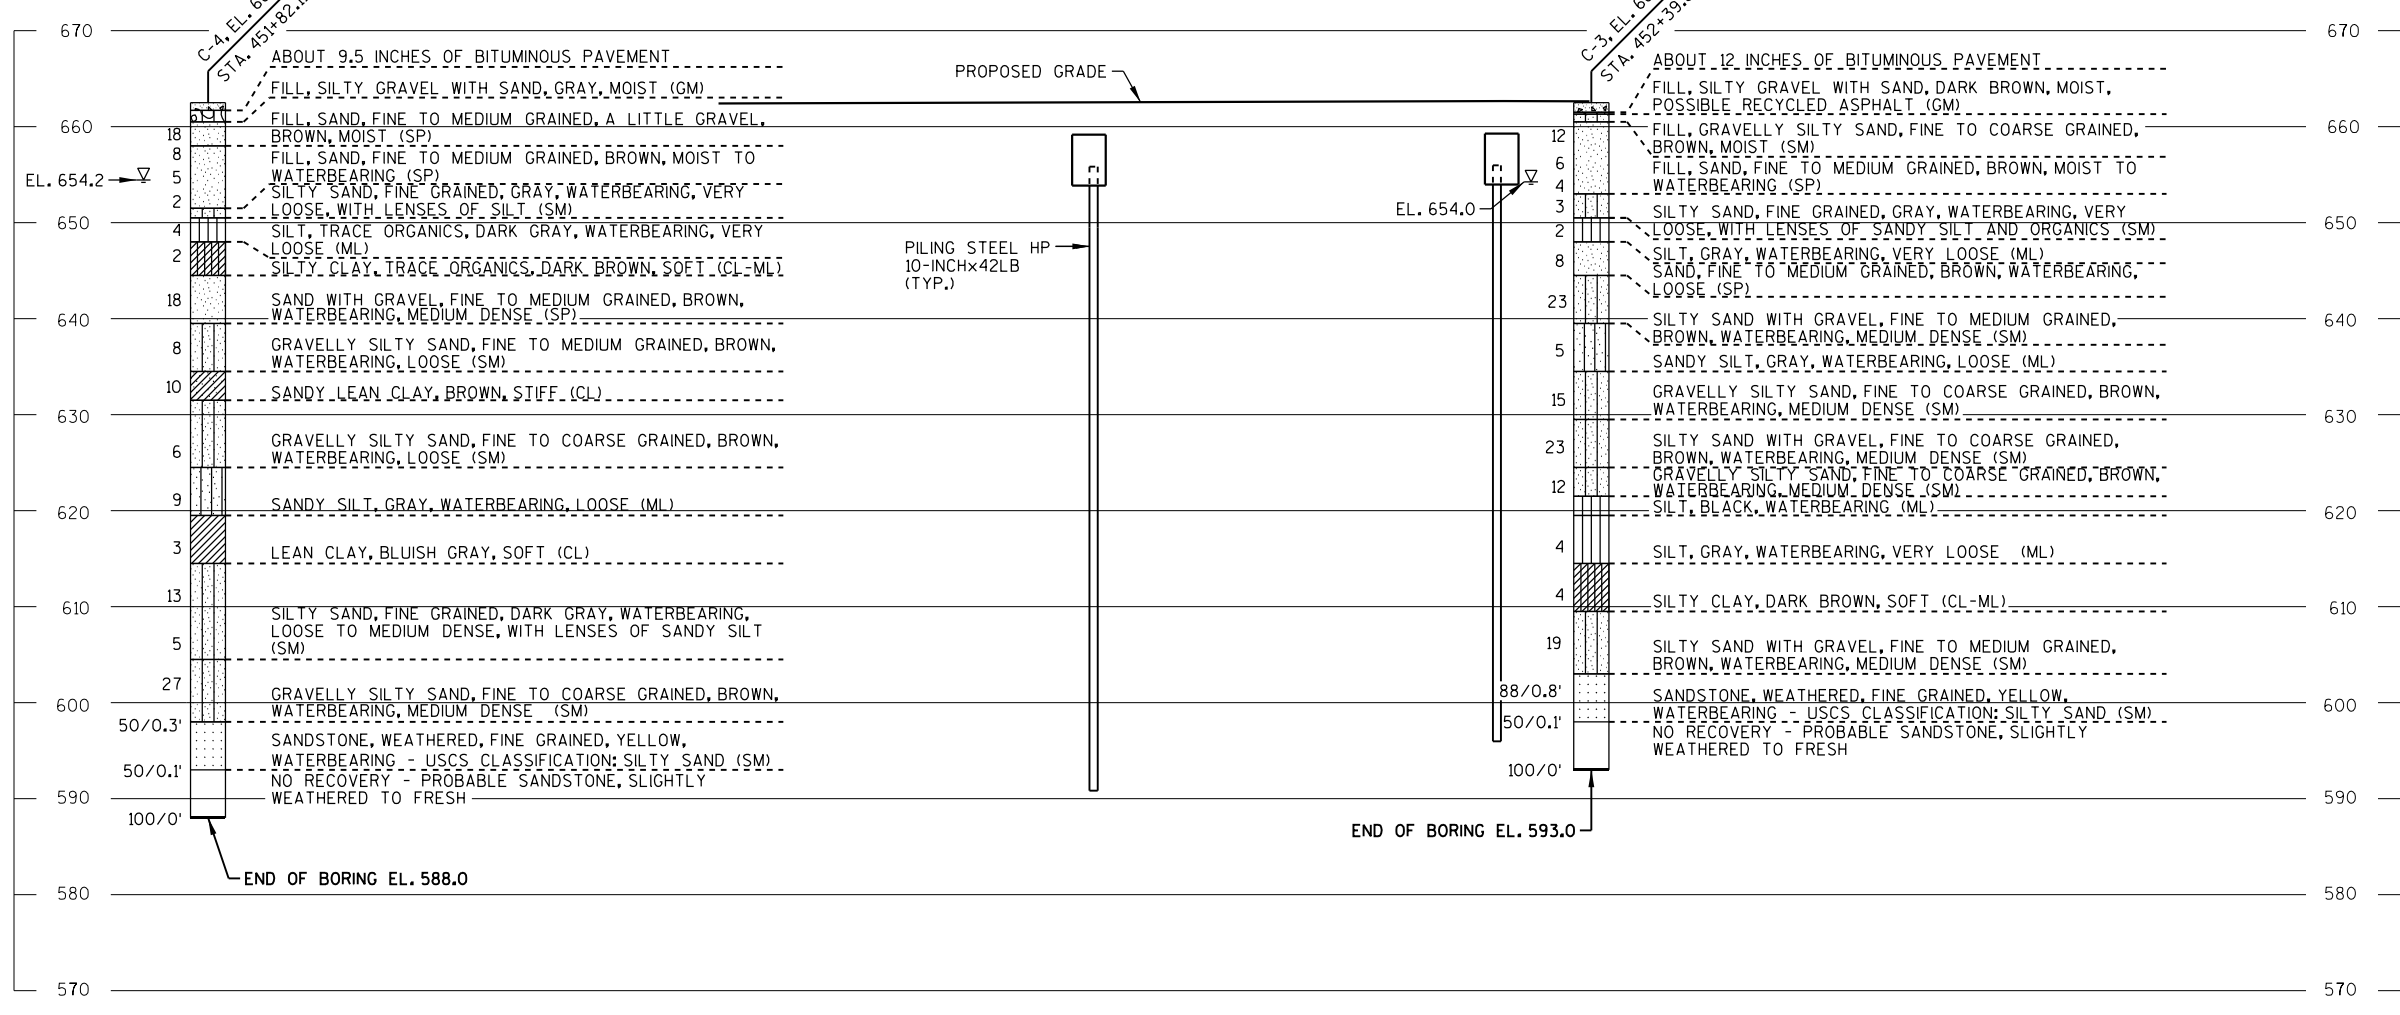 C-4, EL.
STA. 451+82.
ABOUT 9.5 INCHES OF BITUMINOUS PAVEMENT
FILL, SILTY GRAVEL WITH SAND, GRAY, MOIST (GM)
FILL, SAND, FINE TO MEDIUM GRAINED, A LITTLE GRAVEL,
BROWN, MOIST (SP)
FILL, SAND, FINE TO MEDIUM GRAINED, BROWN, MOIST TO
WATERBEARING (SP)
SILTY SAND, FINE GRAINED, GRAY, WATERBEARING, VERY
LOOSE, WITH LENSES OF SILT (SM)
SILT, TRACE ORGANICS, DARK GRAY, WATERBEARING, VERY
LOOSE (ML)
SILTY CLAY, TRACE ORGANICS, DARK BROWN, SOFT (CL-ML)
SAND WITH GRAVEL, FINE TO MEDIUM GRAINED, BROWN,
WATERBEARING, MEDIUM DENSE (SP)
GRAVELLY SILTY SAND, FINE TO MEDIUM GRAINED, BROWN,
WATERBEARING, LOOSE (SM)
SANDY LEAN CLAY, BROWN, STIFF (CL)
GRAVELLY SILTY SAND, FINE TO COARSE GRAINED, BROWN,
WATERBEARING, LOOSE (SM)
SANDY SILT, GRAY, WATERBEARING, LOOSE (ML)
LEAN CLAY, BLUISH GRAY, SOFT (CL)
SILTY SAND, FINE GRAINED, DARK GRAY, WATERBEARING,
LOOSE TO MEDIUM DENSE, WITH LENSES OF SANDY SILT
(SM)
GRAVELLY SILTY SAND, FINE TO COARSE GRAINED, BROWN,
WATERBEARING, MEDIUM DENSE (SM)
SANDSTONE, WEATHERED, FINE GRAINED, YELLOW,
WATERBEARING - USCS CLASSIFICATION: SILTY SAND (SM)
NO RECOVERY - PROBABLE SANDSTONE, SLIGHTLY
WEATHERED TO FRESH
END OF BORING EL. 588.0
670
660
650
640
630
620
610
600
590
580
570
EL. 654.2
18
8
5
2
4
2
18
8
10
6
9
3
13
5
27
50/0.3'
50/0.1'
100/0'
PROPOSED GRADE
PILING STEEL HP
10-INCHx42LB
(TYP.)
EL. 654.0
C-3, EL.
STA. 452+39.
12
6
4
3
2
8
23
5
15
23
12
4
4
19
88/0.8'
50/0.1'
100/0'
END OF BORING EL. 593.0
ABOUT 12 INCHES OF BITUMINOUS PAVEMENT
FILL, SILTY GRAVEL WITH SAND, DARK BROWN, MOIST,
POSSIBLE RECYCLED ASPHALT (GM)
FILL, GRAVELLY SILTY SAND, FINE TO COARSE GRAINED,
BROWN, MOIST (SM)
FILL, SAND, FINE TO MEDIUM GRAINED, BROWN, MOIST TO
WATERBEARING (SP)
SILTY SAND, FINE GRAINED, GRAY, WATERBEARING, VERY
LOOSE, WITH LENSES OF SANDY SILT AND ORGANICS (SM)
SILT, GRAY, WATERBEARING, VERY LOOSE (ML)
SAND, FINE TO MEDIUM GRAINED, BROWN, WATERBEARING,
LOOSE (SP)
SILTY SAND WITH GRAVEL, FINE TO MEDIUM GRAINED,
BROWN, WATERBEARING, MEDIUM DENSE (SM)
SANDY SILT, GRAY, WATERBEARING, LOOSE (ML)
GRAVELLY SILTY SAND, FINE TO COARSE GRAINED, BROWN,
WATERBEARING, MEDIUM DENSE (SM)
SILTY SAND WITH GRAVEL, FINE TO COARSE GRAINED,
BROWN, WATERBEARING, MEDIUM DENSE (SM)
GRAVELLY SILTY SAND, FINE TO COARSE GRAINED, BROWN,
WATERBEARING, MEDIUM DENSE (SM)
SILT, BLACK, WATERBEARING (ML)
SILT, GRAY, WATERBEARING, VERY LOOSE (ML)
SILTY CLAY, DARK BROWN, SOFT (CL-ML)
SILTY SAND WITH GRAVEL, FINE TO MEDIUM GRAINED,
BROWN, WATERBEARING, MEDIUM DENSE (SM)
SANDSTONE, WEATHERED, FINE GRAINED, YELLOW,
WATERBEARING - USCS CLASSIFICATION: SILTY SAND (SM)
NO RECOVERY - PROBABLE SANDSTONE, SLIGHTLY
WEATHERED TO FRESH
670
660
650
640
630
620
610
600
590
580
570